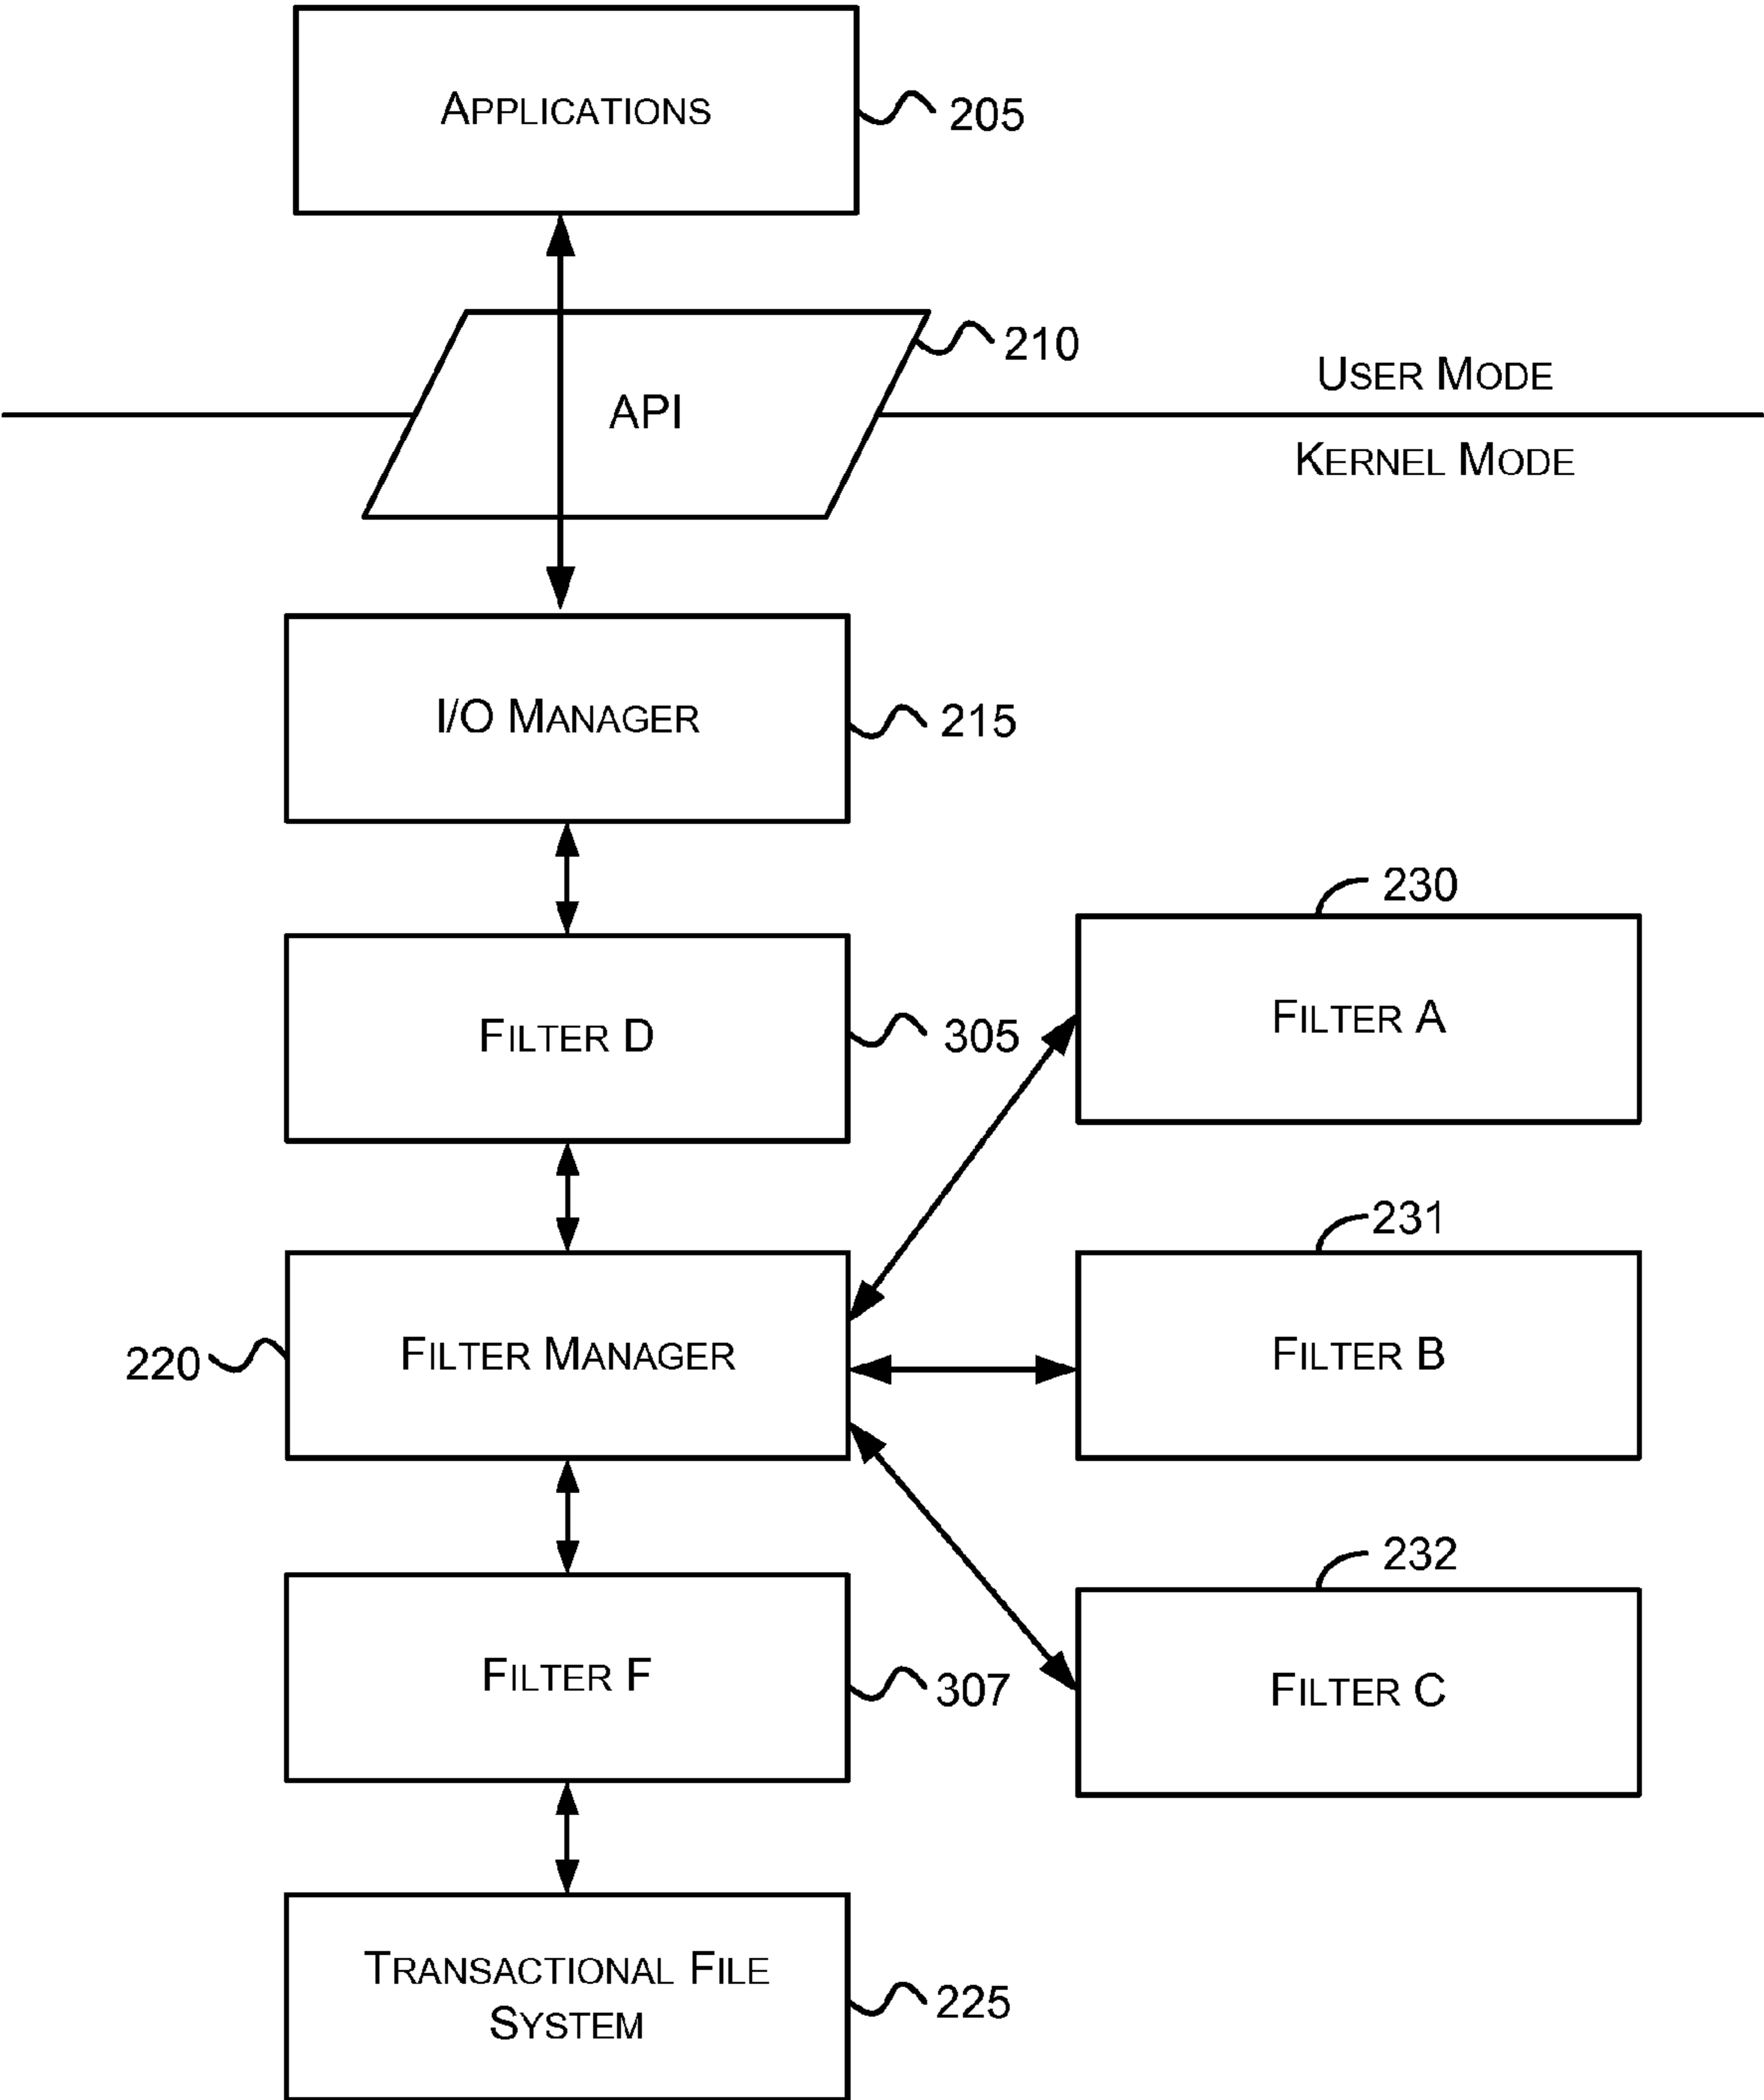 APPLICATIONS
205
210
USER MODE
API
KERNEL MODE
I/O MANAGER
215
230
FILTER D
305
FILTER A
231
220
FILTER MANAGER
FILTER B
232
FILTER F
307
FILTER C
TRANSACTIONAL FILE
SYSTEM
225